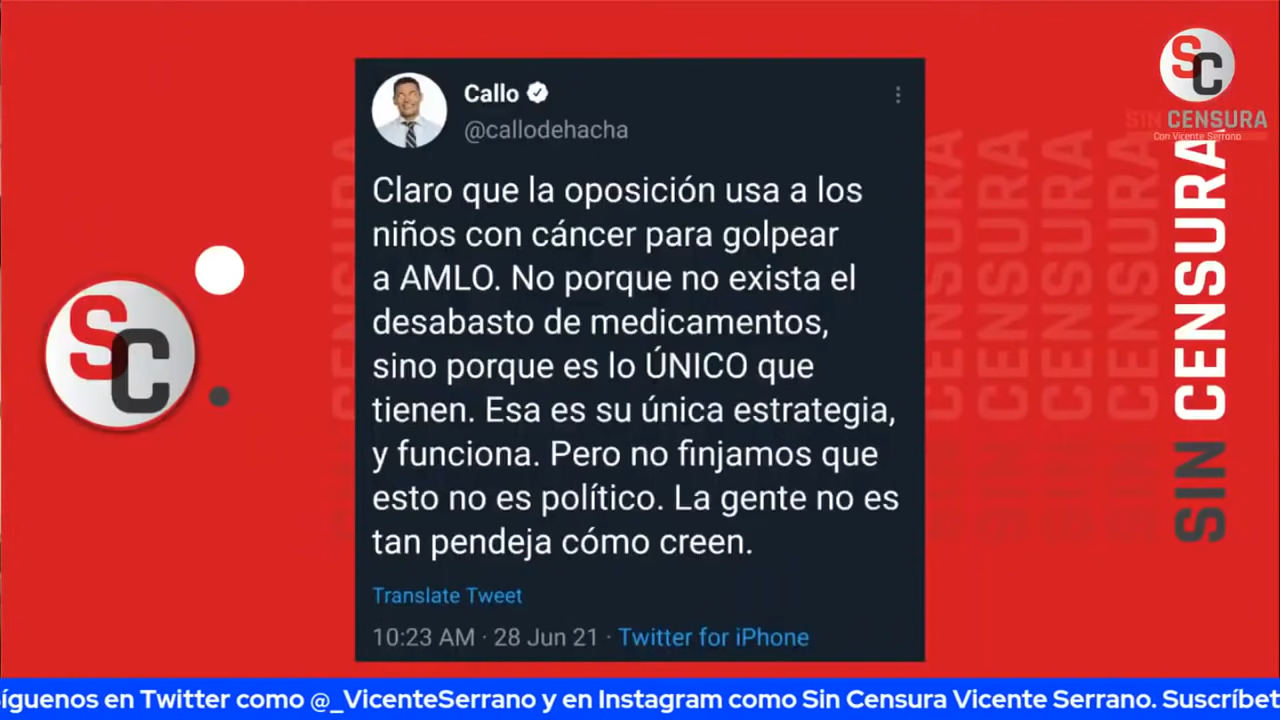 Callo
@callodehacha
Claro que la oposición usa a los
niños con cáncer para golpear
a AMLO. No porque no exista el
desabasto de medicamentos,
sino porque es lo ÚNICO que
tienen. Esa es su única estrategia,
y funciona. Pero no finjamos que
esto no es político. La gente no es
tan pendeja cómo creen.
Translate Tweet
10:23 AM · 28 Jun 21 · Twitter for iPhone
SC
SC
SIN CENSURA
Con Vicente Serrano
SIN CENSURA
íguenos en Twitter como @_VicenteSerrano y en Instagram como Sin Censura Vicente Serrano. Suscríbet